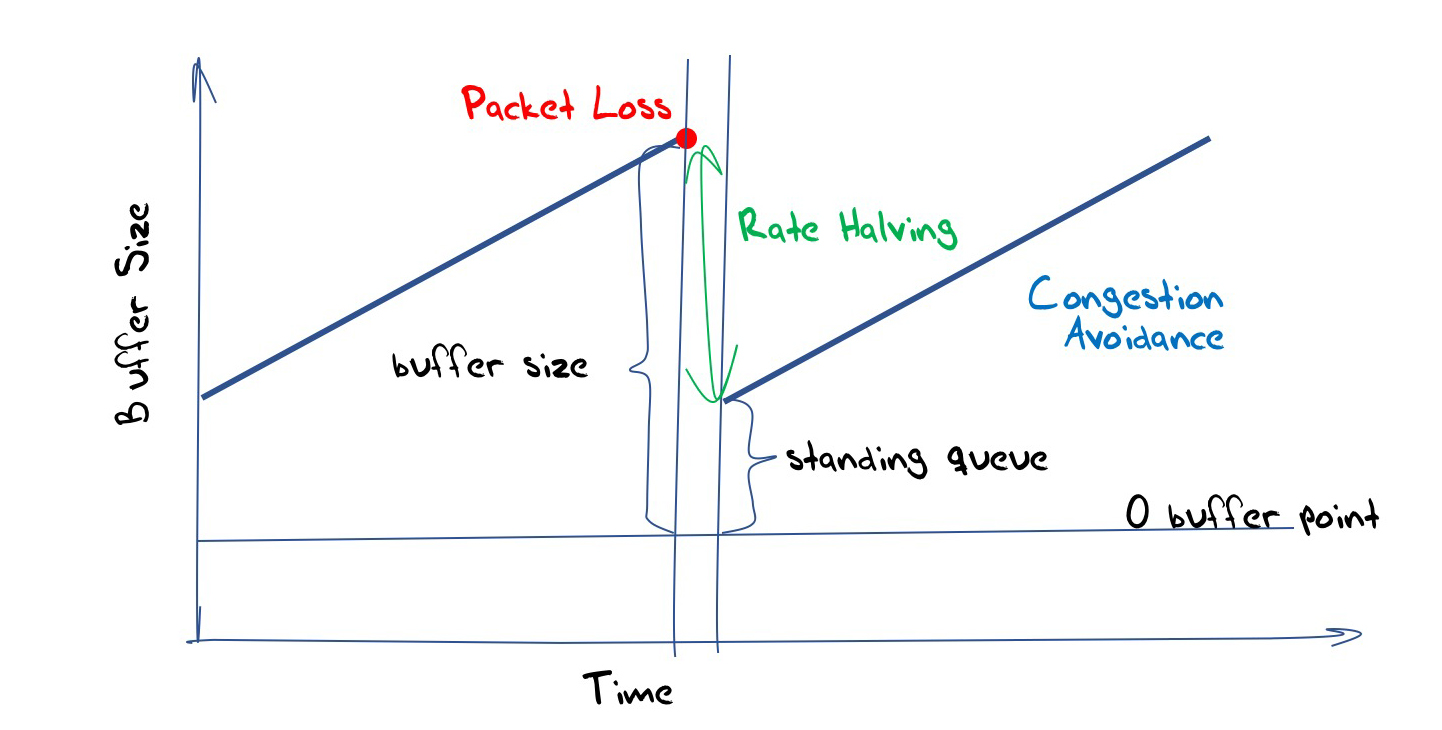 Packet Loss
Rate Halving
Buffer Size
Congestion
Avoidance
buffer size
standing queue
0 buffer point
Time